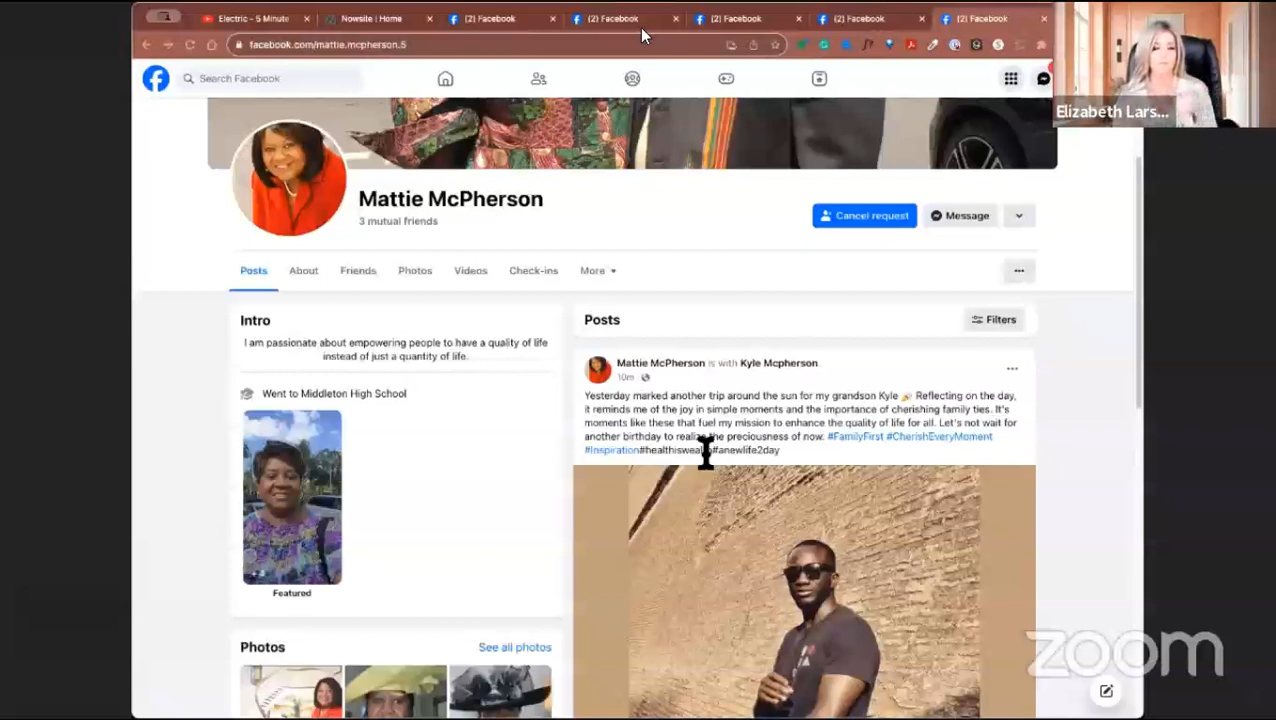 Electric - 5 Minute
Nowsite | Home
(2) Facebook
(2) Facebook
(2) Facebook
(2) Facebook
(2) Facebook
facebook.com/mattie.mcpherson.5
Search Facebook
Elizabeth Lars...
Mattie McPherson
3 mutual friends
Cancel request
Message
Posts About Friends Photos Videos Check-ins More
Intro
I am passionate about empowering people to have a quality of life
instead of just a quantity of life.
Went to Middleton High School
Featured
Photos
See all photos
Posts
Filters
Mattie McPherson is with Kyle Mcpherson.
10m
Yesterday marked another trip around the sun for my grandson Kyle 🎉 Reflecting on the day,
it reminds me of the joy in simple moments and the importance of cherishing family ties. It's
moments like these that fuel my mission to enhance the quality of life for all. Let's not wait for
another birthday to realize the preciousness of now. #FamilyFirst #CherishEveryMoment
#Inspiration#healthiswealth#anewlife2day
zoom